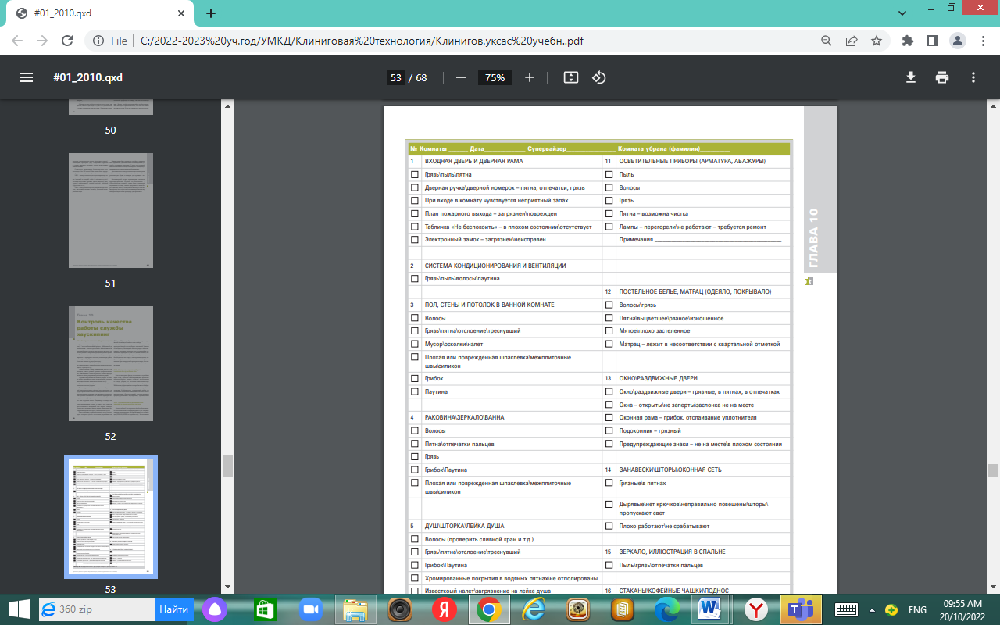 #01_2010.qxd
File
C:/2022-2023%20уч.год/УМКД/Клиниговая%20технология/Клинигов.уксас%20учебн..pdf
#01_2010.qxd
53 / 68
75%
50
51
Контроль качества
работы службы
хаускипинг
52
53
№ Комнаты ______ Дата____________ Супервайзер______________ Комната убрана (фамилия)_________
1 ВХОДНАЯ ДВЕРЬ И ДВЕРНАЯ РАМА
Грязь\пыль\пятна
Дверная ручка\дверной номерок – пятна, отпечатки, грязь
При входе в комнату чувствуется неприятный запах
План пожарного выхода – загрязнен\поврежден
Табличка «Не беспокоить» – в плохом состоянии\отсутствует
Электронный замок – загрязнен\неисправен
2 СИСТЕМА КОНДИЦИОНИРОВАНИЯ И ВЕНТИЛЯЦИИ
Грязь\пыль\волосы\паутина
3 ПОЛ, СТЕНЫ И ПОТОЛОК В ВАННОЙ КОМНАТЕ
Волосы
Грязь\пятна\отслоение\треснувший
Мусор\осколки\налет
Плохая или поврежденная шпаклевка\межплиточные
швы\силикон
Грибок
Паутина
4 РАКОВИНА\ЗЕРКАЛО\ВАННА
Волосы
Пятна\отпечатки пальцев
Грязь
Грибок\Паутина
Плохая или поврежденная шпаклевка\межплиточные
швы\силикон
5 ДУШ\ШТОРКА\ЛЕЙКА ДУША
Волосы (проверить сливной кран и т.д.)
Грязь\пятна\отслоение\треснувший
Грибок\Паутина
Хромированные покрытия в водяных пятнах\не отполированы
Известкоый налет\загрязнение на лейке душа
11 ОСВЕТИТЕЛЬНЫЕ ПРИБОРЫ (АРМАТУРА, АБАЖУРЫ)
Пыль
Волосы
Грязь
Пятна – возможна чистка
Лампы – перегорели\не работают – требуется ремонт
Примечания ______________________________________
12 ПОСТЕЛЬНОЕ БЕЛЬЕ, МАТРАЦ (ОДЕЯЛО, ПОКРЫВАЛО)
Волосы\грязь
Пятна\выцветшее\рваное\изношенное
Мятое\плохо застеленное
Матрац – лежит в несоответствии с квартальной отметкой
13 ОКНО\РАЗДВИЖНЫЕ ДВЕРИ
Окно\раздвижные двери – грязные, в пятнах, в отпечатках
Окна – открыты\не заперты\заслонка не на месте
Оконная рама – грибок, отслаивание уплотнителя
Подоконник – грязный
Предупреждающие знаки – не на месте\в плохом состоянии
14 ЗАНАВЕСКИ\ШТОРЫ\ОКОННАЯ СЕТЬ
Грязные\в пятнах
Дырявые\нет крючков\неправильно повешены\шторы\
пропускают свет
Плохо работают\не срабатывают
15 ЗЕРКАЛО, ИЛЛЮСТРАЦИЯ В СПАЛЬНЕ
Пыль\грязь\отпечатки пальцев
16 СТАКАНЫ\КОФЕЙНЫЕ ЧАШКИ\ПОДНОС
ГЛАВА 10
360 zip
Найти
ENG
09:55 AM
20/10/2022